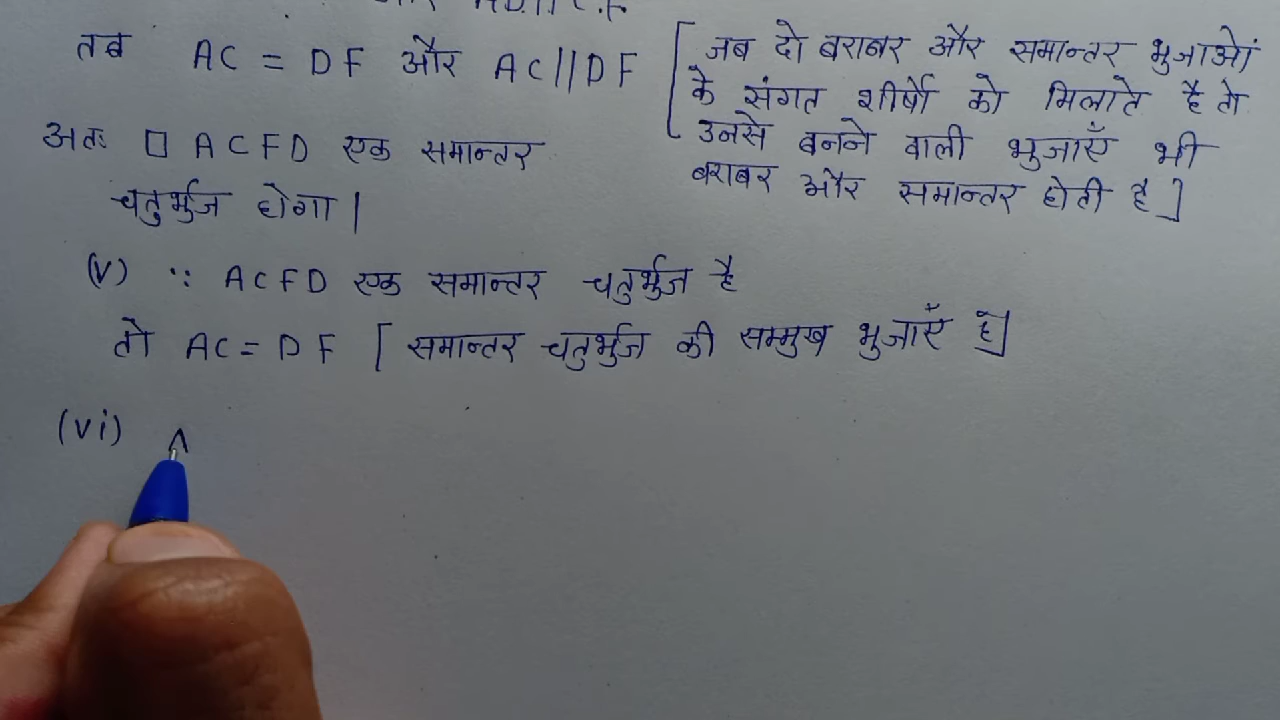 तब AC = DF और AC||DF [जब दो बराबर और समान्तर भुजाओं
के संगत शीर्षों को मिलाते है तो
अतः □ ACFD एक समान्तर उनसे बनने वाली भुजाएँ भी
चतुर्भुज होगा। बराबर और समान्तर होती है]
(v) ∵ ACFD एक समान्तर चतुर्भुज है
तो AC = DF [समान्तर चतुर्भुज की सम्मुख भुजाएँ है]
(vi)